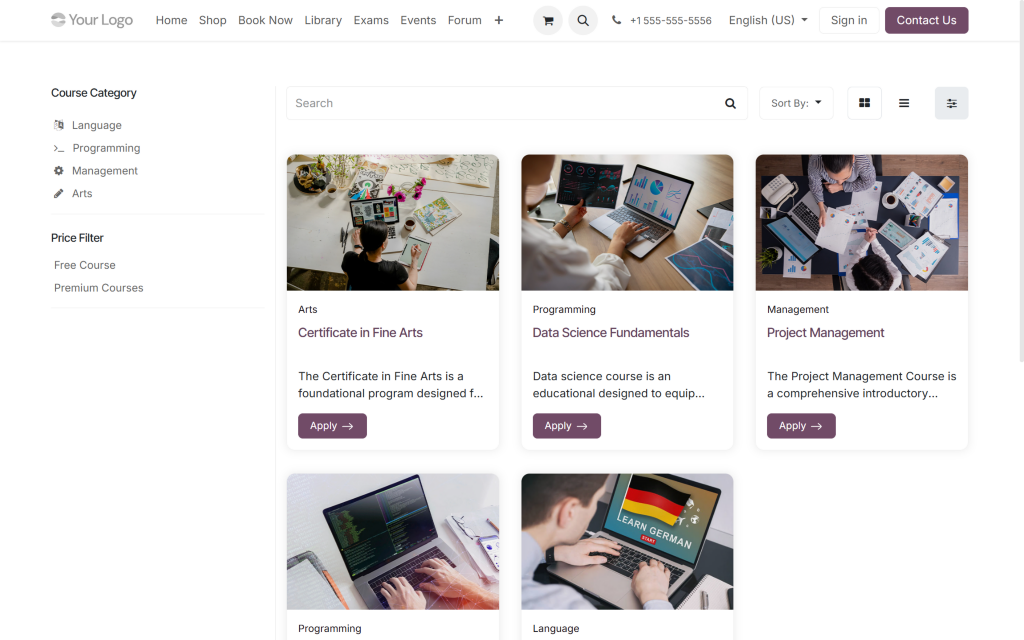 Your Logo
Home Shop Book Now Library Exams Events Forum
+1 555-555-5556
English (US)
Sign in
Contact Us
Course Category
Language
Programming
Management
Arts
Price Filter
Free Course
Premium Courses
Search
Sort By:
Arts
Certificate in Fine Arts
The Certificate in Fine Arts is a
foundational program designed f...
Apply
Programming
Data Science Fundamentals
Data science course is an
educational designed to equip...
Apply
Management
Project Management
The Project Management Course is
a comprehensive introductory...
Apply
Programming
LEARN GERMAN
START
Language